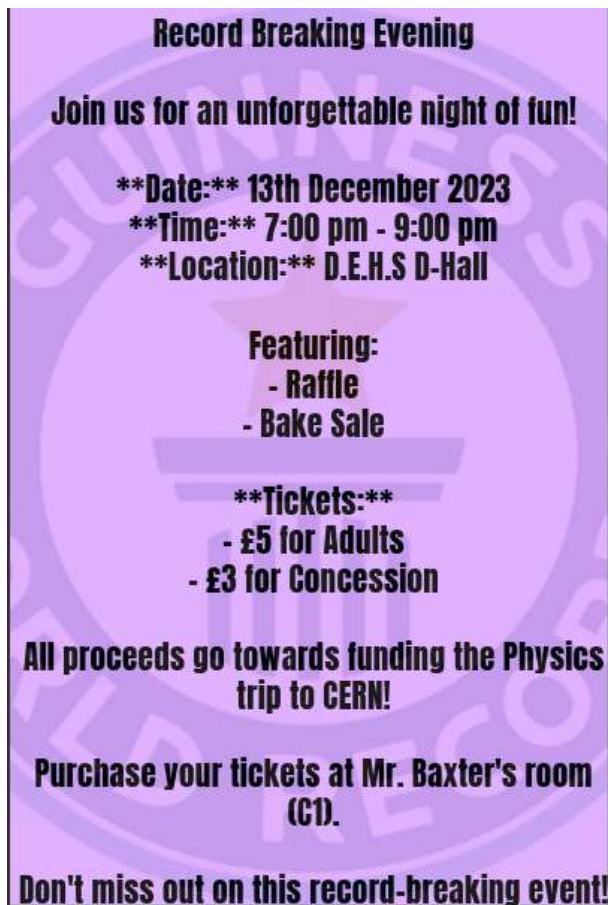 Record Breaking Evening
Join us for an unforgettable night of fun!
**Date:** 13th December 2023
**Time:** 7:00 pm - 9:00 pm
**Location:** D.E.H.S D-Hall
Featuring:
- Raffle
- Bake Sale
**Tickets:**
- £5 for Adults
- £3 for Concession
All proceeds go towards funding the Physics
trip to CERN!
Purchase your tickets at Mr. Baxter's room
(C1).
Don't miss out on this record-breaking event!
GUINNESS
WORLD RECORD